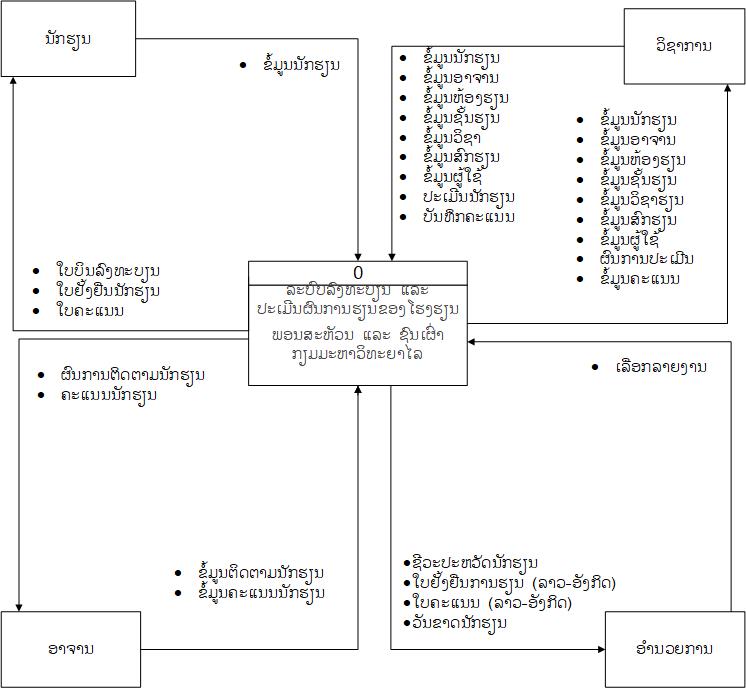 ນັກຮຽນ
• ຂໍ້ມູນນັກຮຽນ
ວິຊາການ
• ຂໍ້ມູນນັກຮຽນ
• ຂໍ້ມູນອາຈານ
• ຂໍ້ມູນຫ້ອງຮຽນ
• ຂໍ້ມູນຊັ້ນຮຽນ
• ຂໍ້ມູນວິຊາ
• ຂໍ້ມູນສົກຮຽນ
• ຂໍ້ມູນຜູ້ໃຊ້
• ປະເມີນນັກຮຽນ
• ບັນທຶກຄະແນນ
• ຂໍ້ມູນນັກຮຽນ
• ຂໍ້ມູນອາຈານ
• ຂໍ້ມູນຫ້ອງຮຽນ
• ຂໍ້ມູນຊັ້ນຮຽນ
• ຂໍ້ມູນວິຊາຮຽນ
• ຂໍ້ມູນສົກຮຽນ
• ຂໍ້ມູນຜູ້ໃຊ້
• ຜົນການປະເມີນ
• ຂໍ້ມູນຄະແນນ
• ໃບບິນລົງທະບຽນ
• ໃບຢັ້ງຢືນນັກຮຽນ
• ໃບຄະແນນ
0
ລະບົບລົງທະບຽນ ແລະ
ປະເມີນຜົນການຮຽນຂອງໂຮງຮຽນ
ພອນສະຫັວນ ແລະ ຊົນເຜົ່າ
ກຽມມະຫາວິທະຍາໄລ
• ຜົນການຕິດຕາມນັກຮຽນ
• ຄະແນນນັກຮຽນ
• ເລືອກລາຍງານ
• ຂໍ້ມູນຕິດຕາມນັກຮຽນ
• ຂໍ້ມູນຄະແນນນັກຮຽນ
•ຊີວະປະຫວັດນັກຮຽນ
•ໃບຢັ້ງຢືນການຮຽນ (ລາວ-ອັງກິດ)
•ໃບຄະແນນ (ລາວ-ອັງກິດ)
•ວັນຂາດນັກຮຽນ
ອາຈານ
ອຳນວຍການ